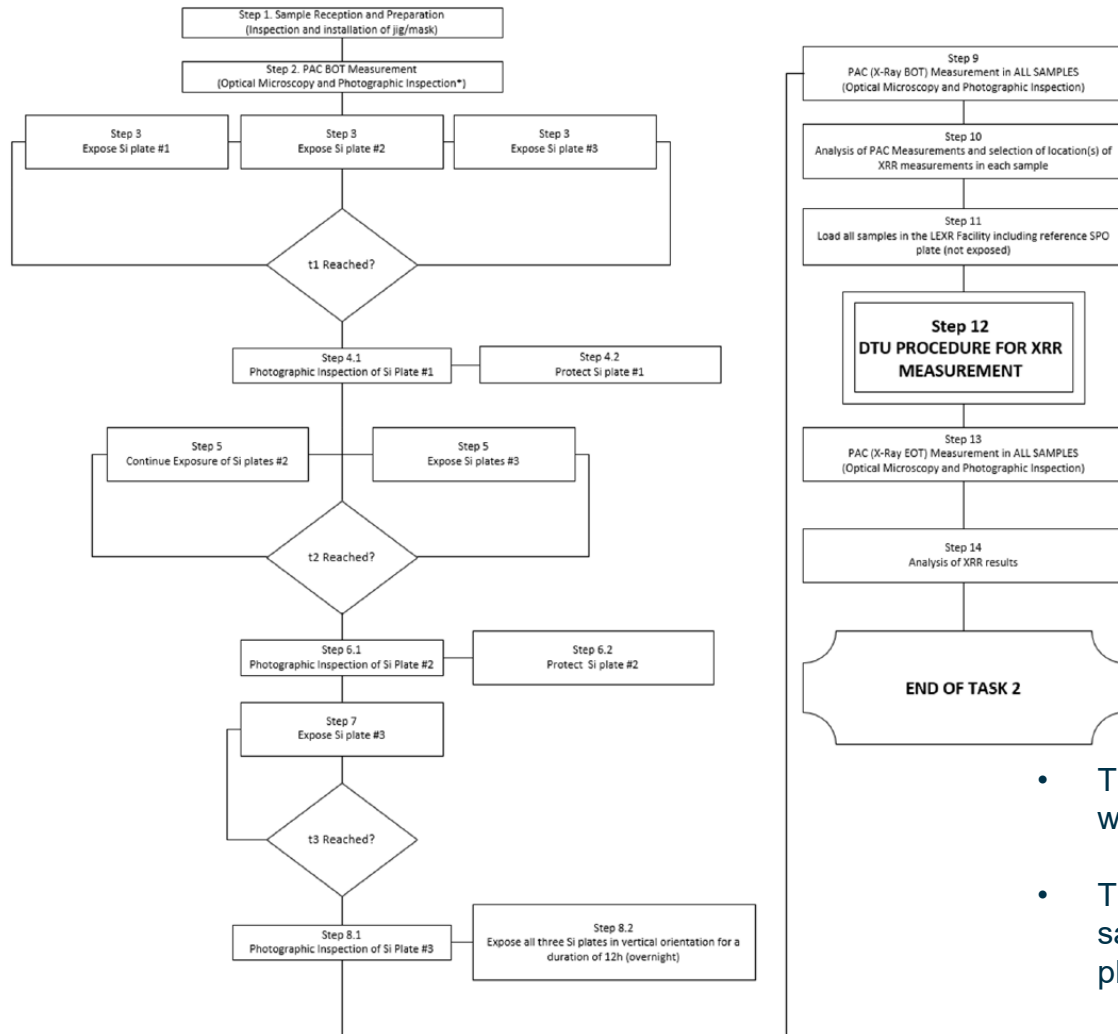 Step 1. Sample Reception and Preparation
(Inspection and installation of jig/mask)
Step 2. PAC BOT Measurement
(Optical Microscopy and Photographic Inspection*)
Step 3
Expose Si plate #1
Step 3
Expose Si plate #2
Step 3
Expose Si plate #3
t1 Reached?
Step 4.1
Photographic Inspection of Si Plate #1
Step 4.2
Protect Si plate #1
Step 5
Continue Exposure of Si plates #2
Step 5
Expose Si plates #3
t2 Reached?
Step 6.1
Photographic Inspection of Si Plate #2
Step 6.2
Protect Si plate #2
Step 7
Expose Si plate #3
t3 Reached?
Step 8.1
Photographic Inspection of Si Plate #3
Step 8.2
Expose all three Si plates in vertical orientation for a
duration of 12h (overnight)
Step 9
PAC (X-Ray BOT) Measurement in ALL SAMPLES
(Optical Microscopy and Photographic Inspection)
Step 10
Analysis of PAC Measurements and selection of location(s) of
XRR measurements in each sample
Step 11
Load all samples in the LEXR Facility including reference SPO
plate (not exposed)
Step 12
DTU PROCEDURE FOR XRR
MEASUREMENT
Step 13
PAC (X-Ray EOT) Measurement in ALL SAMPLES
(Optical Microscopy and Photographic Inspection)
Step 14
Analysis of XRR results
END OF TASK 2